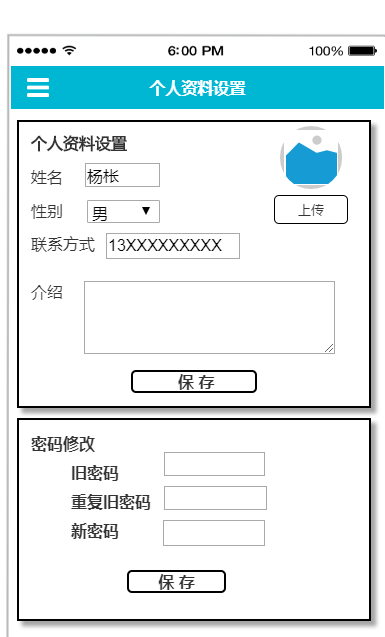 6:00 PM 100%
个人资料设置
个人资料设置
姓名 杨枨
性别 男
上传
联系方式 13XXXXXXXXX
介绍
保 存
密码修改
旧密码
重复旧密码
新密码
保 存